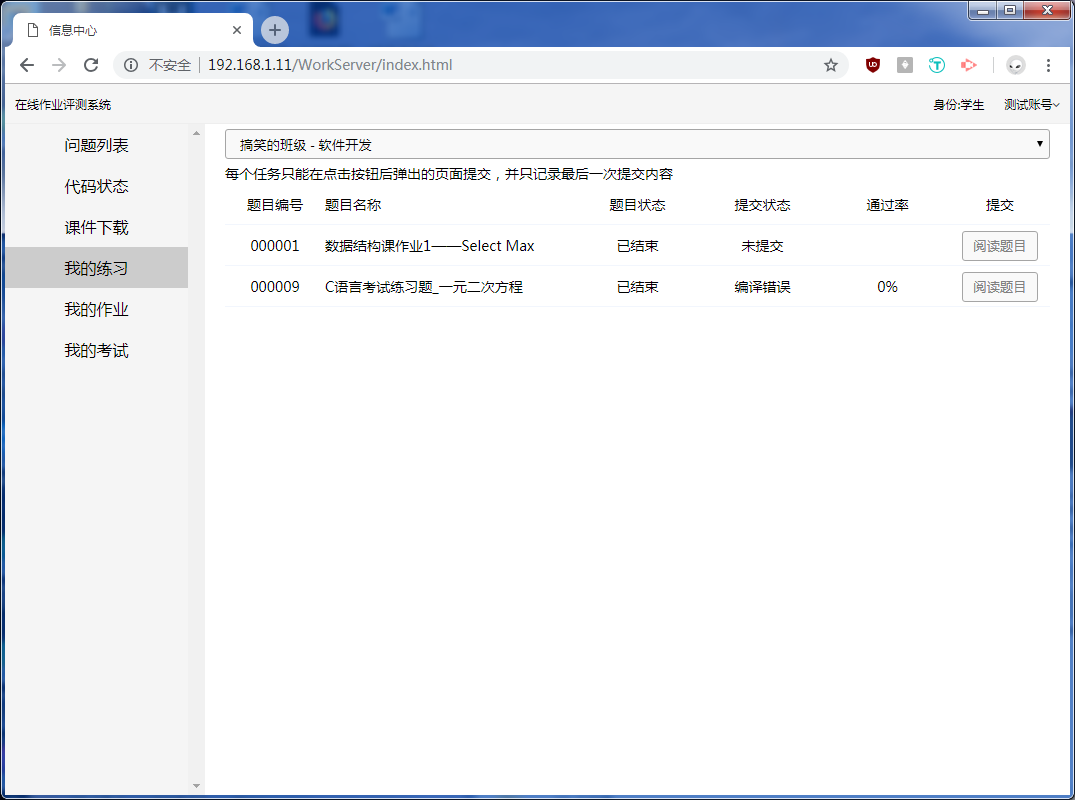 信息中心
不安全 192.168.1.11/WorkServer/index.html
在线作业评测系统 身份:学生 测试账号
问题列表
代码状态
课件下载
我的练习
我的作业
我的考试
搞笑的班级 - 软件开发
每个任务只能在点击按钮后弹出的页面提交，并只记录最后一次提交内容
题目编号 题目名称 题目状态 提交状态 通过率 提交
000001 数据结构课作业1——Select Max 已结束 未提交 阅读题目
000009 C语言考试练习题_一元二次方程 已结束 编译错误 0% 阅读题目